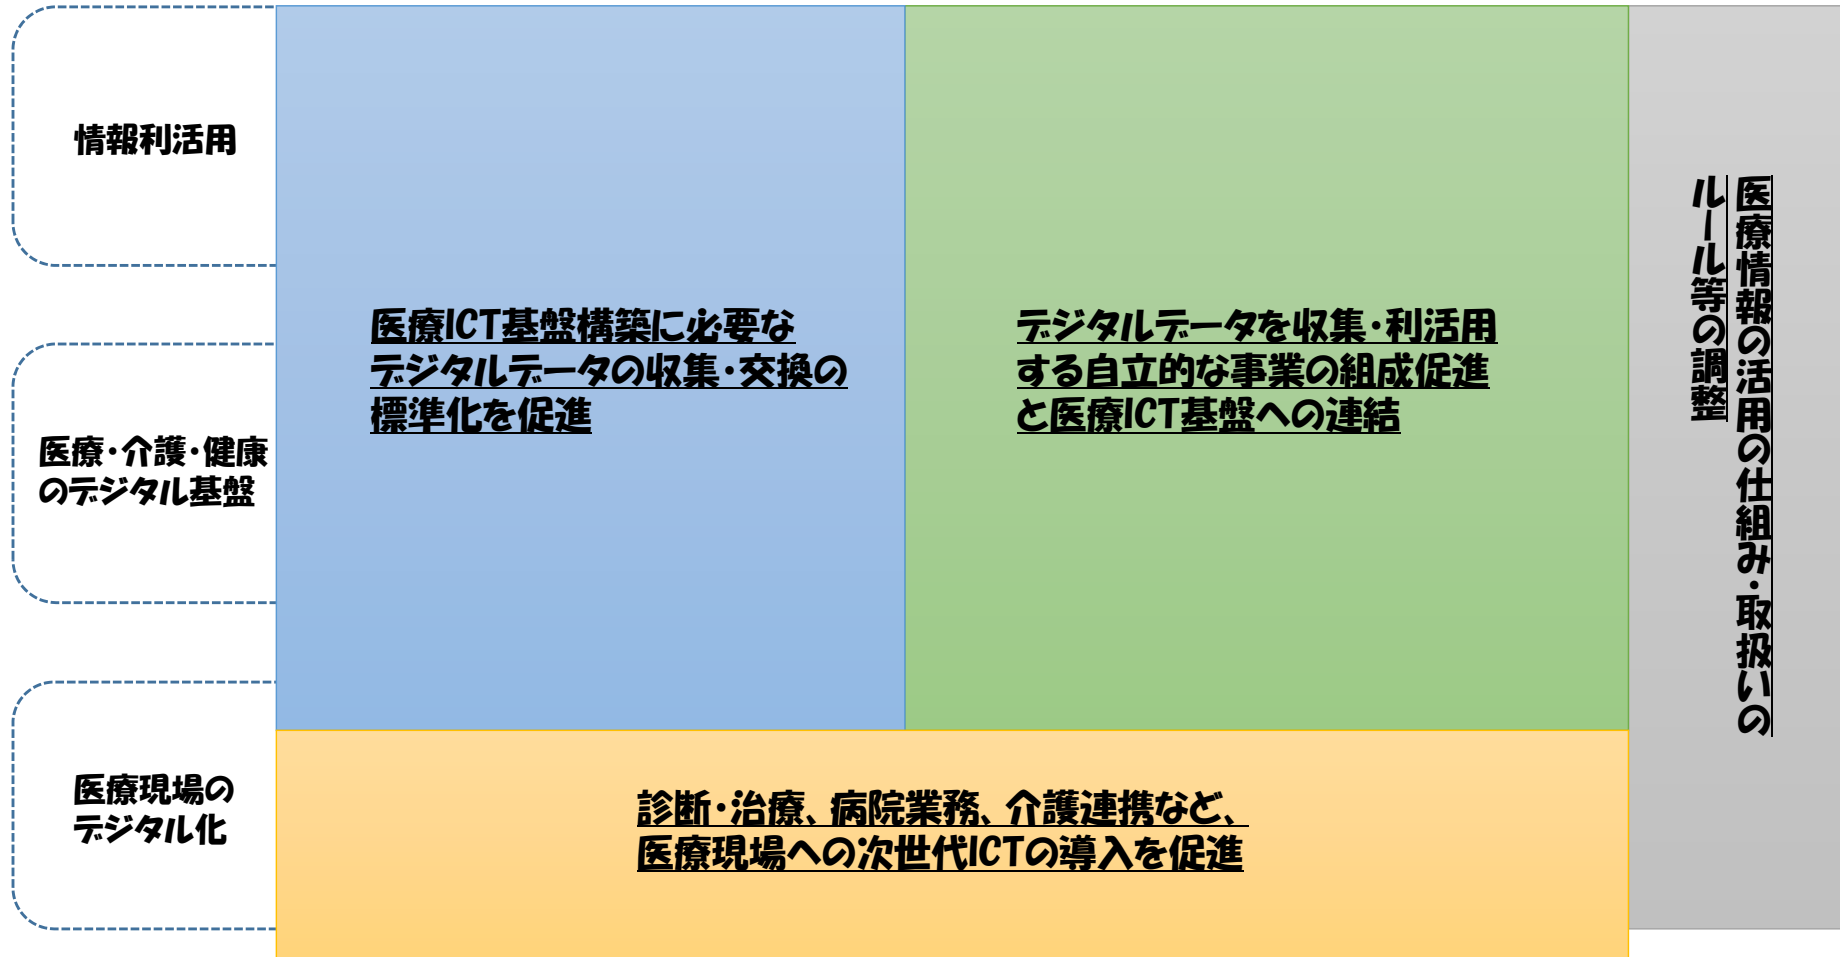 情報利活用
医療・介護・健康
のデジタル基盤
医療現場の
デジタル化
医療ICT基盤構築に必要な
デジタルデータの収集・交換の
標準化を促進
デジタルデータを収集・利活用
する自立的な事業の組成促進
と医療ICT基盤への連結
診断・治療、病院業務、介護連携など、
医療現場への次世代ICTの導入を促進
医療情報の活用の仕組み・取扱いの
ルール等の調整